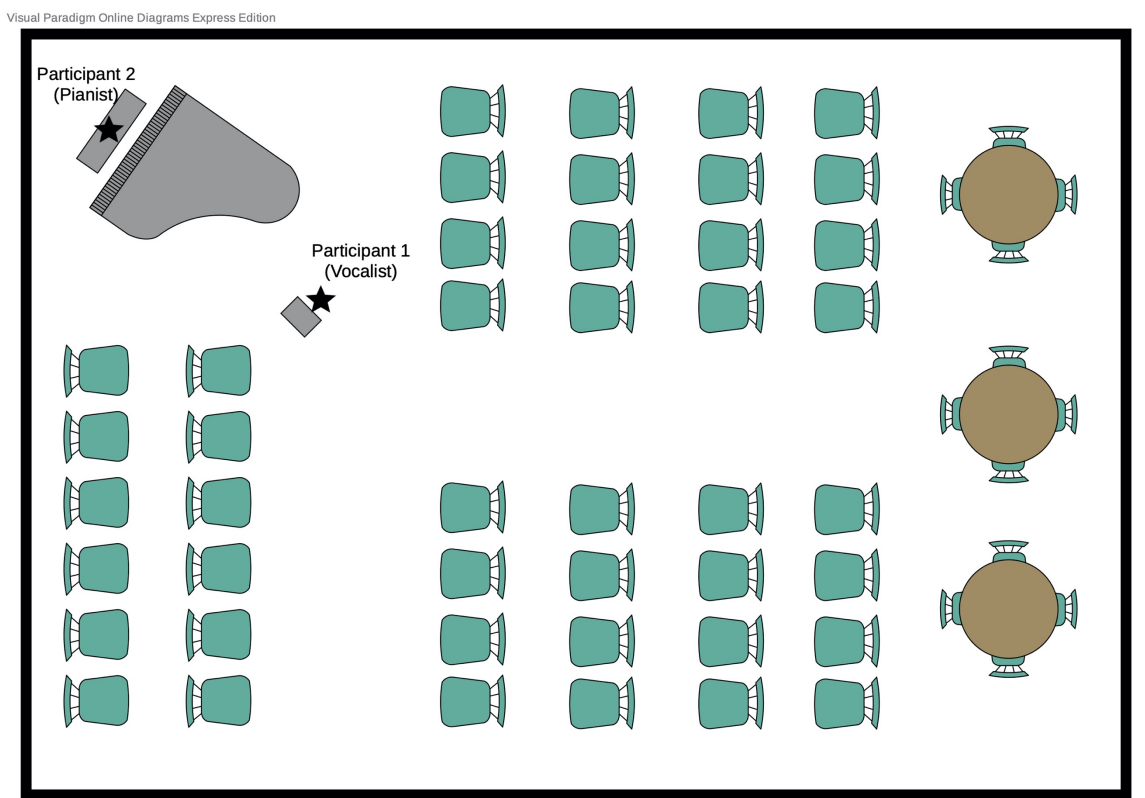 Visual Paradigm Online Diagrams Express Edition
Participant 2
(Pianist)
Participant 1
(Vocalist)